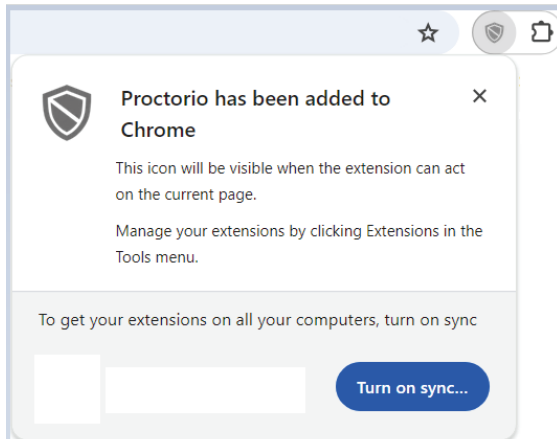 Proctorio has been added to
Chrome
This icon will be visible when the extension can act
on the current page.
Manage your extensions by clicking Extensions in the
Tools menu.
To get your extensions on all your computers, turn on sync
Turn on sync...